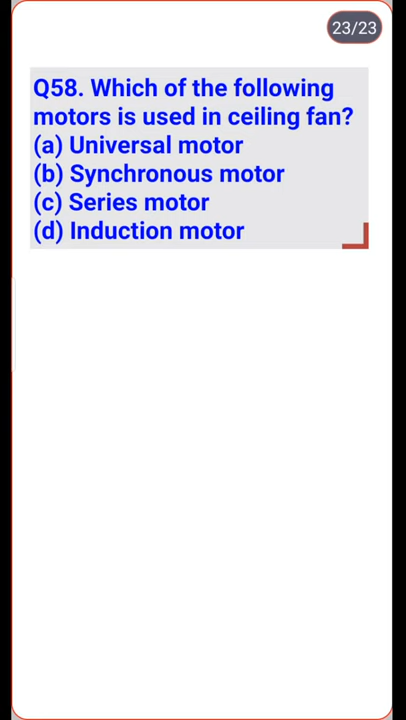 23/23
Q58. Which of the following
motors is used in ceiling fan?
(a) Universal motor
(b) Synchronous motor
(c) Series motor
(d) Induction motor